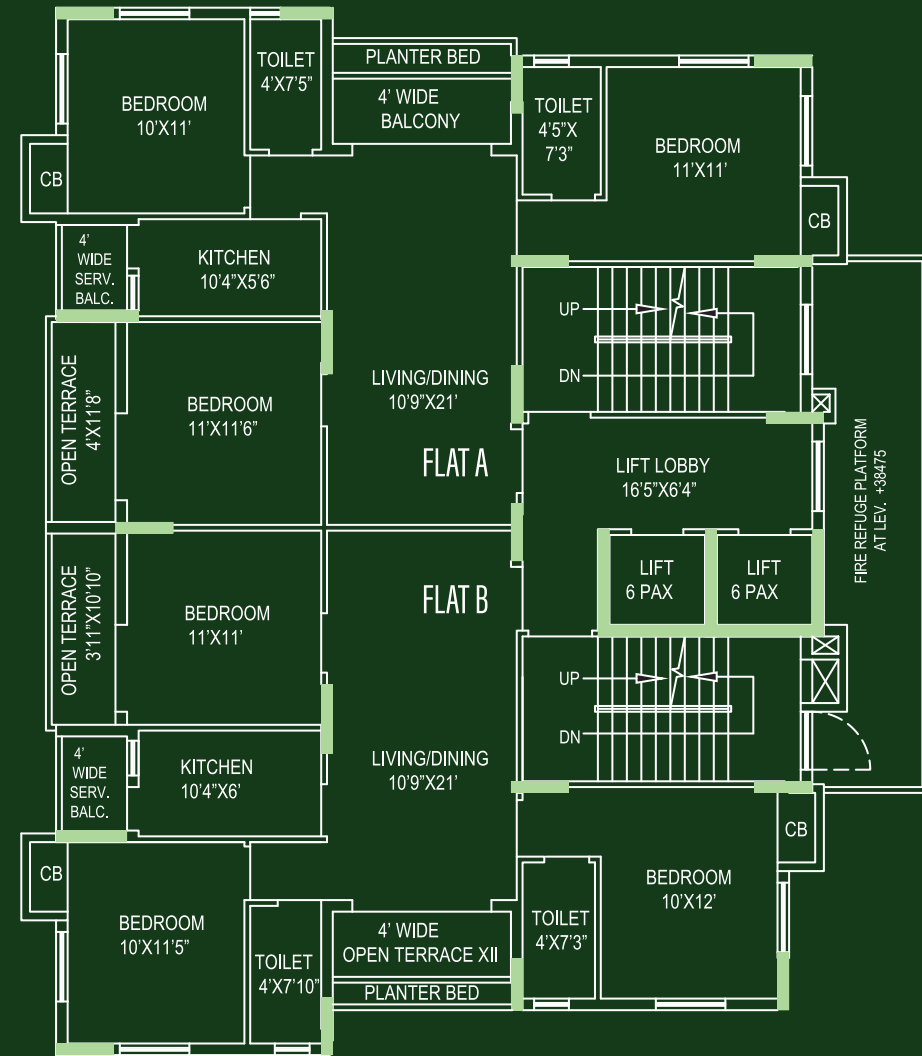 TOILET
4'X7'5"
PLANTER BED
BEDROOM
10'X11'
4' WIDE
BALCONY
TOILET
4'5"X
7'3"
BEDROOM
11'X11'
CB
CB
4'
WIDE
SERV.
BALC.
KITCHEN
10'4"X5'6"
UP
DN
OPEN TERRACE
4'X11'8"
BEDROOM
11'X11'6"
LIVING/DINING
10'9"X21'
FLAT A
LIFT LOBBY
16'5"X6'4"
FIRE REFUGE PLATFORM
AT LEV. +38475
LIFT
6 PAX
LIFT
6 PAX
OPEN TERRACE
3'11"X10'10"
BEDROOM
11'X11'
FLAT B
UP
DN
4'
WIDE
SERV.
BALC.
KITCHEN
10'4"X6'
LIVING/DINING
10'9"X21'
CB
CB
BEDROOM
10'X11'5"
TOILET
4'X7'10"
4' WIDE
OPEN TERRACE XII
PLANTER BED
TOILET
4'X7'3"
BEDROOM
10'X12'